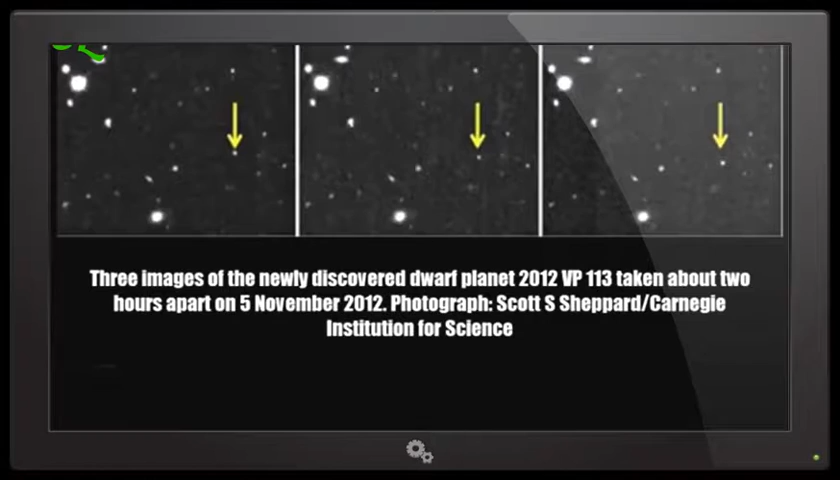 Three images of the newly discovered dwarf planet 2012 VP 113 taken about two
hours apart on 5 November 2012. Photograph: Scott S Sheppard/Carnegie
Institution for Science